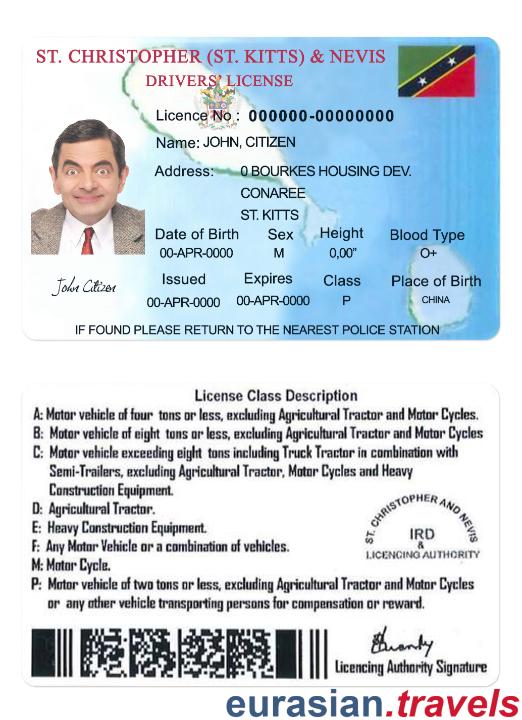 ST. CHRISTOPHER (ST. KITTS) & NEVIS
DRIVERS' LICENSE
Licence No : 000000-00000000
Name: JOHN, CITIZEN
Address: 0 BOURKES HOUSING DEV.
CONAREE
ST. KITTS
Date of Birth Sex Height Blood Type
00-APR-0000 M 0,00" O+
Issued Expires Class Place of Birth
00-APR-0000 00-APR-0000 P CHINA
John Citizen
IF FOUND PLEASE RETURN TO THE NEAREST POLICE STATION
License Class Description
A: Motor vehicle of four tons or less, excluding Agricultural Tractor and Motor Cycles.
B: Motor vehicle of eight tons or less, excluding Agricultural Tractor and Motor Cycles
C: Motor vehicle exceeding eight tons including Truck Tractor in combination with
Semi-Trailers, excluding Agricultural Tractor, Motor Cycles and Heavy
Construction Equipment.
D: Agricultural Tractor.
E: Heavy Construction Equipment.
F: Any Motor Vehicle or a combination of vehicles.
M: Motor Cycle.
P: Motor vehicle of two tons or less, excluding Agricultural Tractor and Motor Cycles
or any other vehicle transporting persons for compensation or reward.
ST. CHRISTOPHER AND NEVIS
IRD
&
LICENCING AUTHORITY
Licencing Authority Signature
eurasian.travels